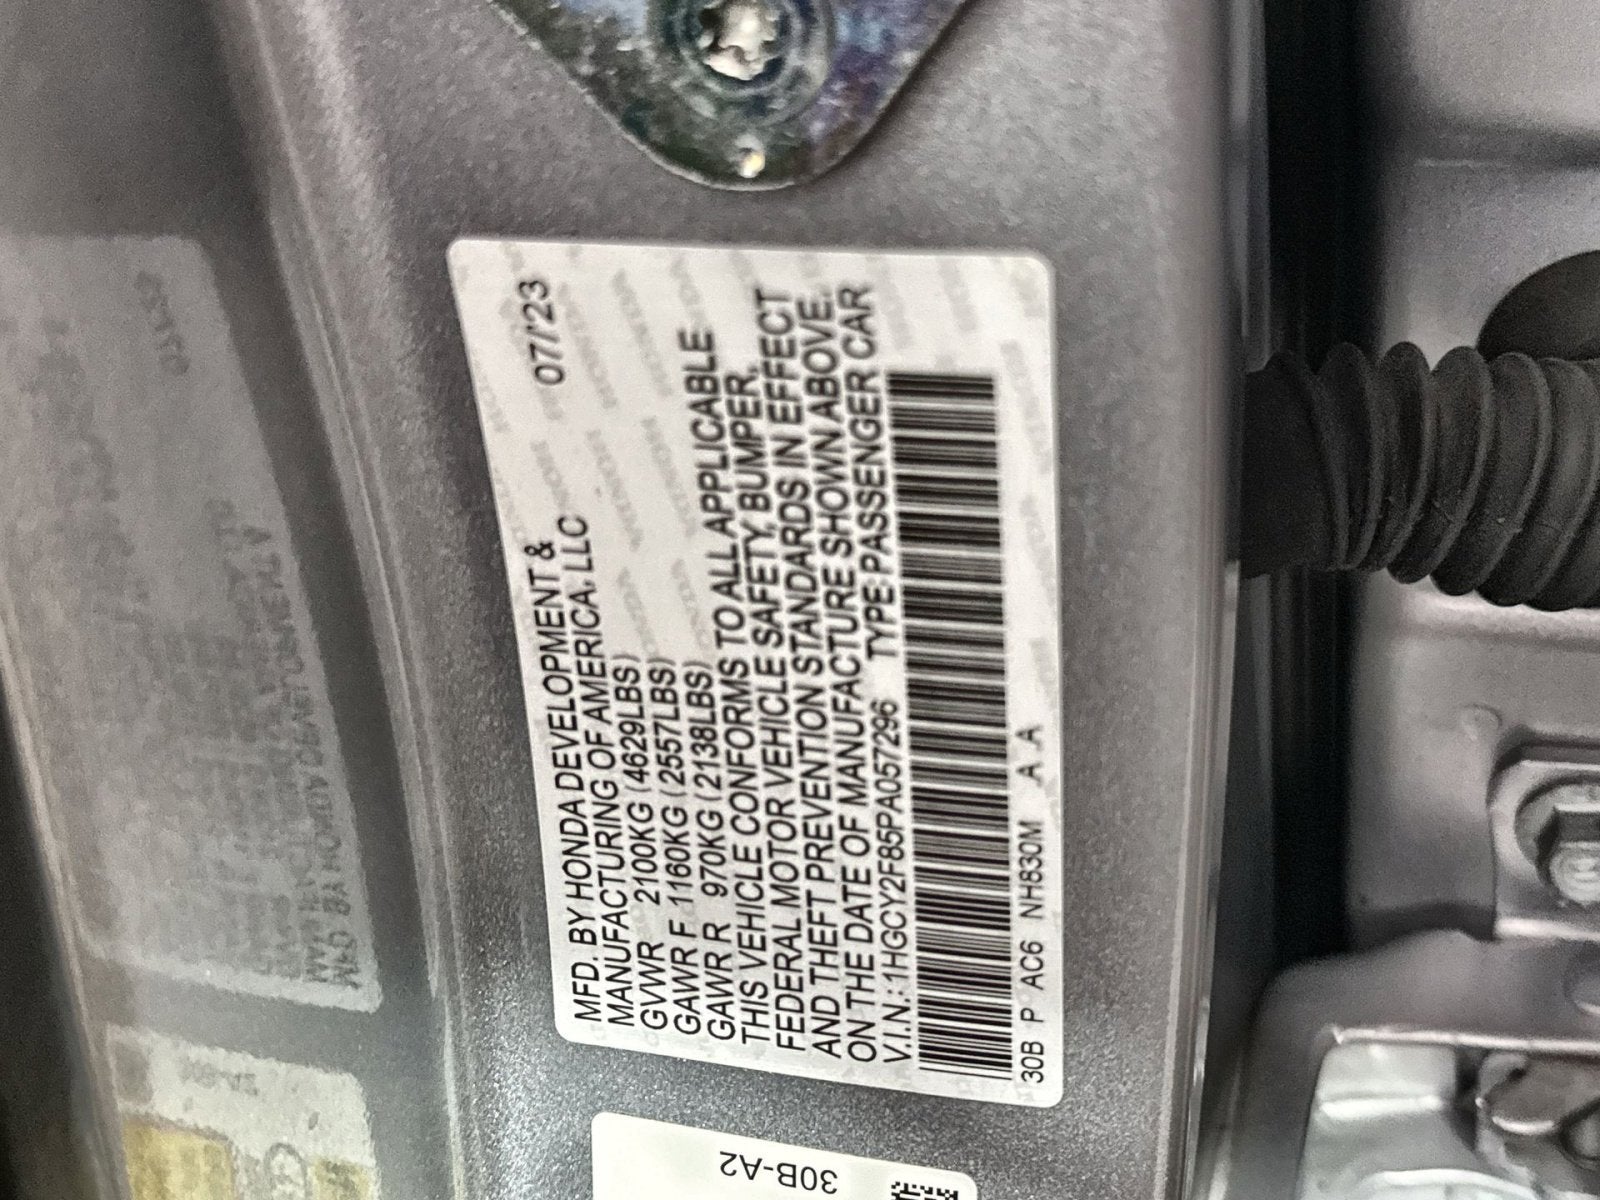 MFD. BY HONDA DEVELOPMENT & 07/'23
MANUFACTURING OF AMERICA, LLC
GVWR 2100KG (4629LBS)
GAWR F 1160KG (2557LBS)
GAWR R 970KG (2138LBS)
THIS VEHICLE CONFORMS TO ALL APPLICABLE
FEDERAL MOTOR VEHICLE SAFETY, BUMPER,
AND THEFT PREVENTION STANDARDS IN EFFECT
ON THE DATE OF MANUFACTURE SHOWN ABOVE.
V.I.N.:1HGCY2F85PA057296 TYPE:PASSENGER CAR
30B P AC6 NH830M A A
30B-A2